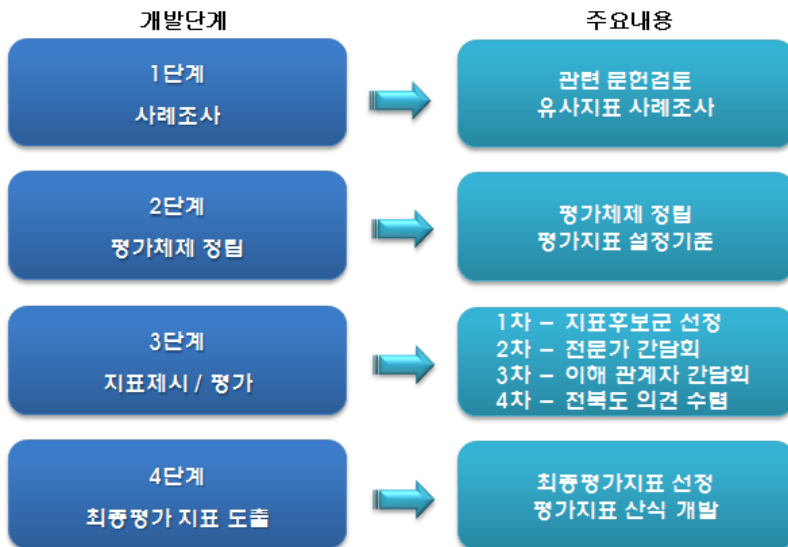 개발단계
주요내용
1단계
사례조사
관련 문헌검토
유사지표 사례조사
2단계
평가체제 정립
평가체제 정립
평가지표 설정기준
3단계
지표제시 / 평가
1차 – 지표후보군 선정
2차 – 전문가 간담회
3차 – 이해 관계자 간담회
4차 – 전북도 의견 수렴
4단계
최종평가 지표 도출
최종평가지표 선정
평가지표 산식 개발